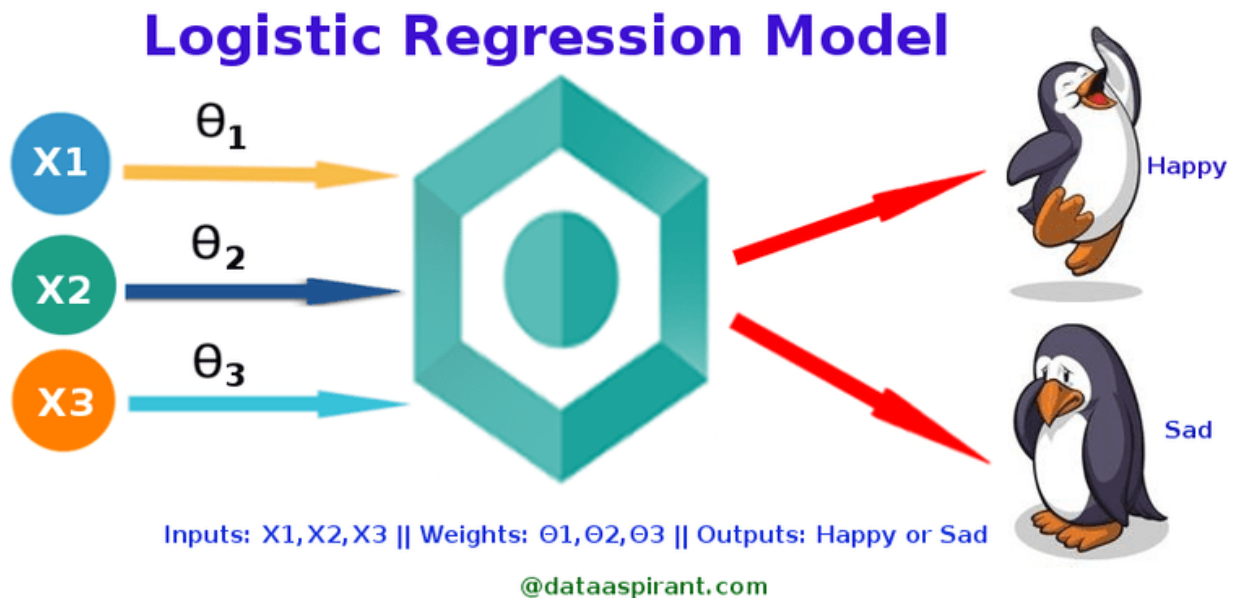 Logistic Regression Model
X1
θ1
X2
θ2
X3
θ3
Happy
Sad
Inputs: X1,X2,X3 || Weights: Θ1,Θ2,Θ3 || Outputs: Happy or Sad
@dataaspirant.com